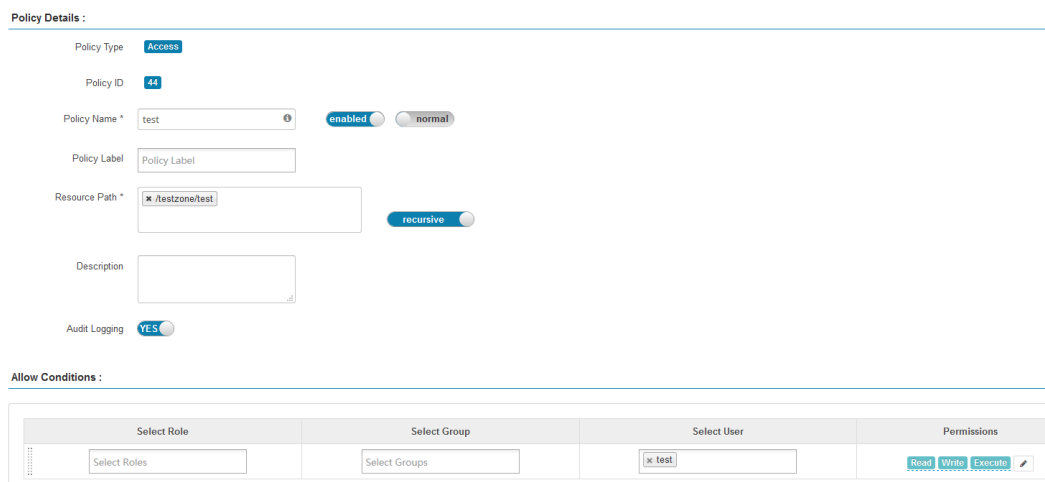 Policy Details :
Policy Type Access
Policy ID 44
Policy Name * test enabled normal
Policy Label Policy Label
Resource Path * /testzone/test
recursive
Description
Audit Logging YES
Allow Conditions :
Select Role Select Group Select User Permissions
Select Roles Select Groups test Read Write Execute